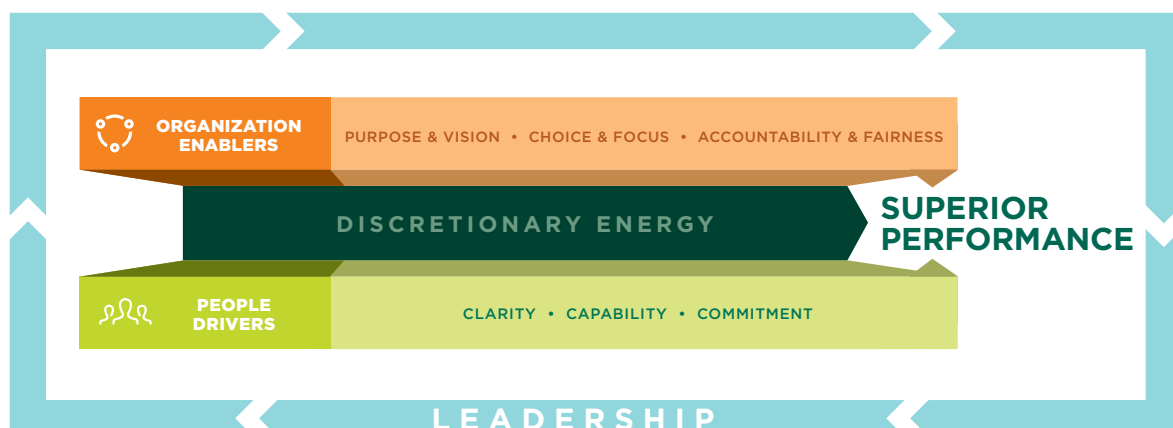 ORGANIZATION
ENABLERS
PURPOSE & VISION • CHOICE & FOCUS • ACCOUNTABILITY & FAIRNESS
DISCRETIONARY ENERGY
SUPERIOR
PERFORMANCE
PEOPLE
DRIVERS
CLARITY • CAPABILITY • COMMITMENT
LEADERSHIP